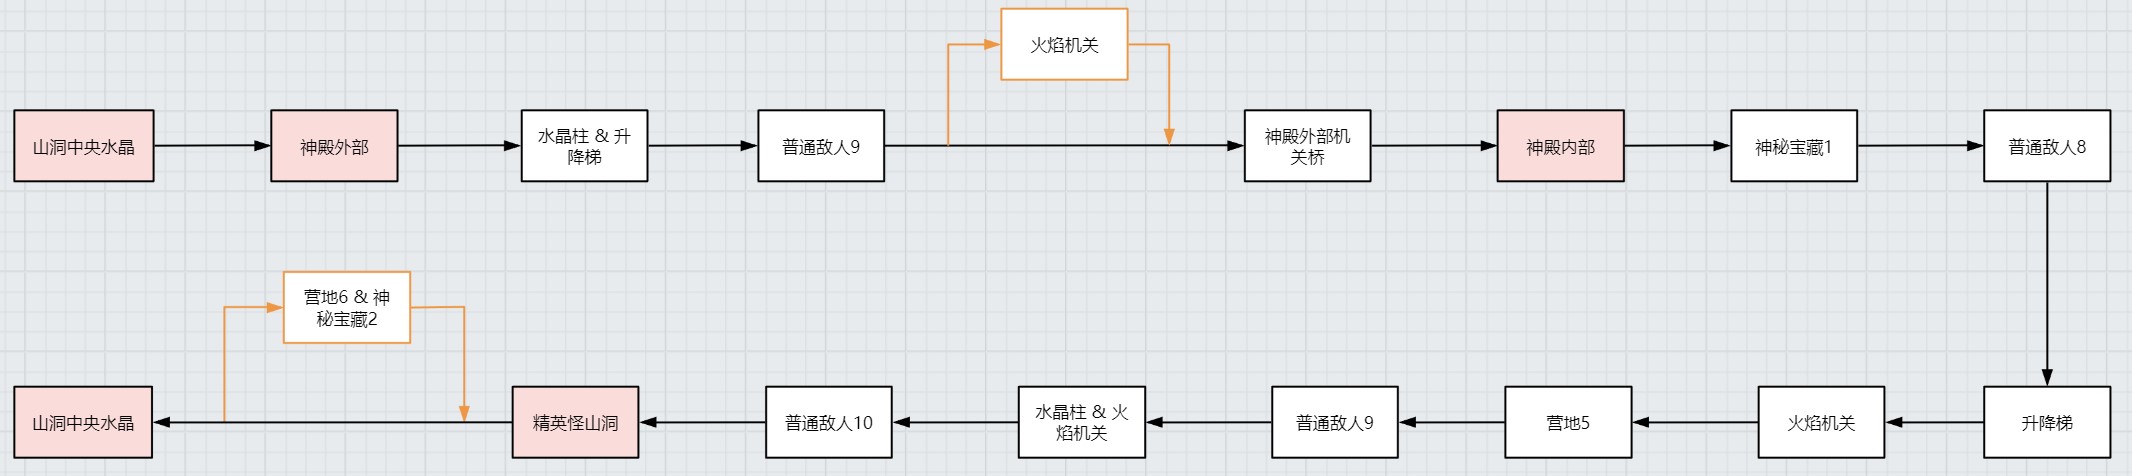 火焰机关
山洞中央水晶
神殿外部
水晶柱 & 升
降梯
普通敌人9
神殿外部机
关桥
神殿内部
神秘宝藏1
普通敌人8
营地6 & 神
秘宝藏2
山洞中央水晶
精英怪山洞
普通敌人10
水晶柱 & 火
焰机关
普通敌人9
营地5
火焰机关
升降梯